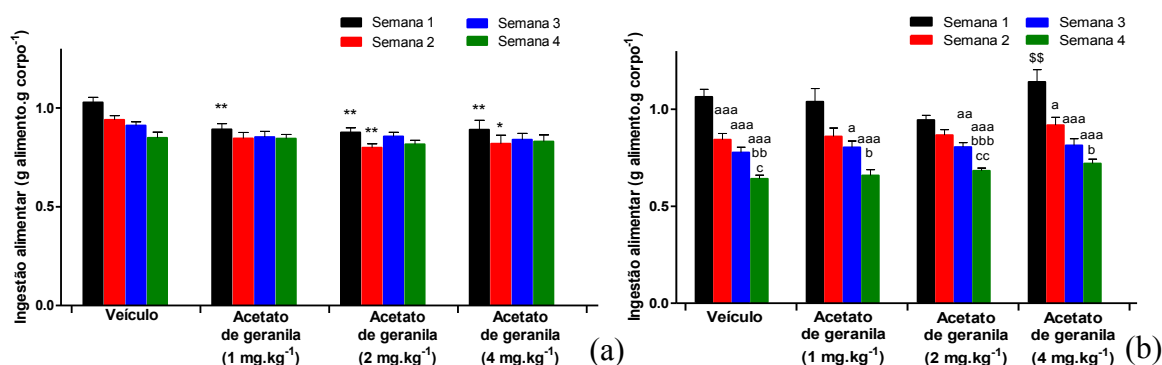 (a)
Semana 1
Semana 2
Semana 3
Semana 4
Ingestão alimentar (g alimento.g corpo⁻¹)
1.0
0.5
0.0
**
**
**
**
*
Veículo
Acetato de geranila (1 mg.kg⁻¹)
Acetato de geranila (2 mg.kg⁻¹)
Acetato de geranila (4 mg.kg⁻¹)
(b)
Semana 1
Semana 2
Semana 3
Semana 4
Ingestão alimentar (g alimento.g corpo⁻¹)
1.0
0.5
0.0
aaa
aaa
aaa
bb
c
a
aaa
b
aa
aaa
bbb
cc
$$
a
aaa
aaa
b
Veículo
Acetato
de geranila
(1 mg.kg⁻¹)
Acetato
de geranila
(2 mg.kg⁻¹)
Acetato
de geranila
(4 mg.kg⁻¹)